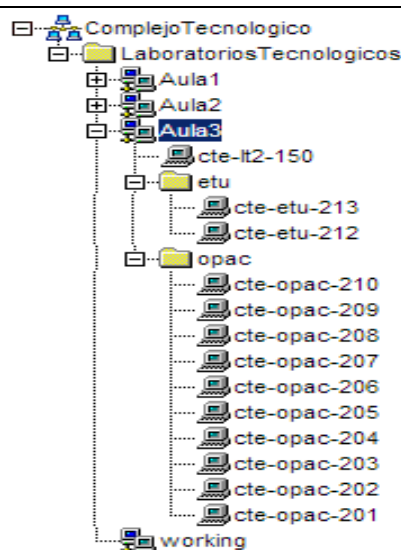 ComplejoTecnologico
LaboratoriosTecnologicos
Aula1
Aula2
Aula3
cte-lt2-150
etu
cte-etu-213
cte-etu-212
opac
cte-opac-210
cte-opac-209
cte-opac-208
cte-opac-207
cte-opac-206
cte-opac-205
cte-opac-204
cte-opac-203
cte-opac-202
cte-opac-201
working